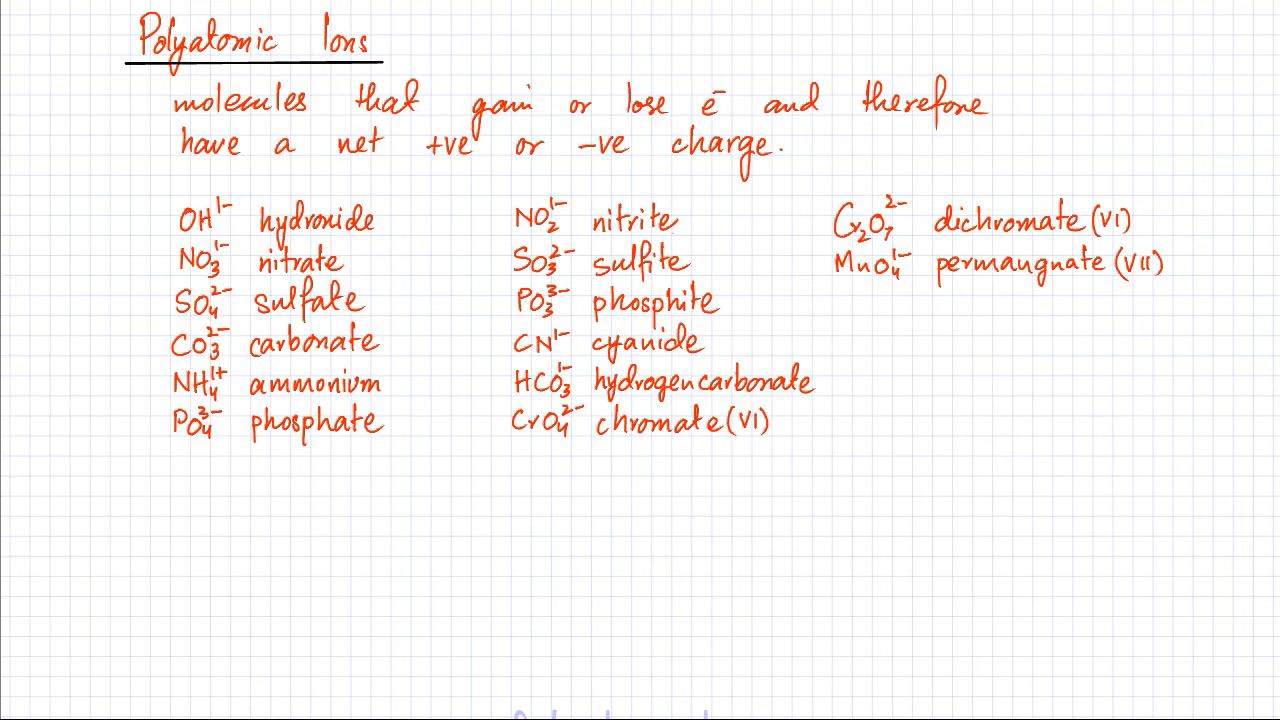 Polyatomic Ions
molecules that gain or lose e⁻ and therefore
have a net +ve or -ve charge.
OH¹⁻ hydroxide
NO₃¹⁻ nitrate
SO₄²⁻ sulfate
CO₃²⁻ carbonate
NH₄¹⁺ ammonium
PO₄³⁻ phosphate
NO₂¹⁻ nitrite
SO₃²⁻ sulfite
PO₃³⁻ phosphite
CN¹⁻ cyanide
HCO₃¹⁻ hydrogencarbonate
CrO₄²⁻ chromate (VI)
Cr₂O₇²⁻ dichromate (VI)
MnO₄¹⁻ permaugnate (VII)